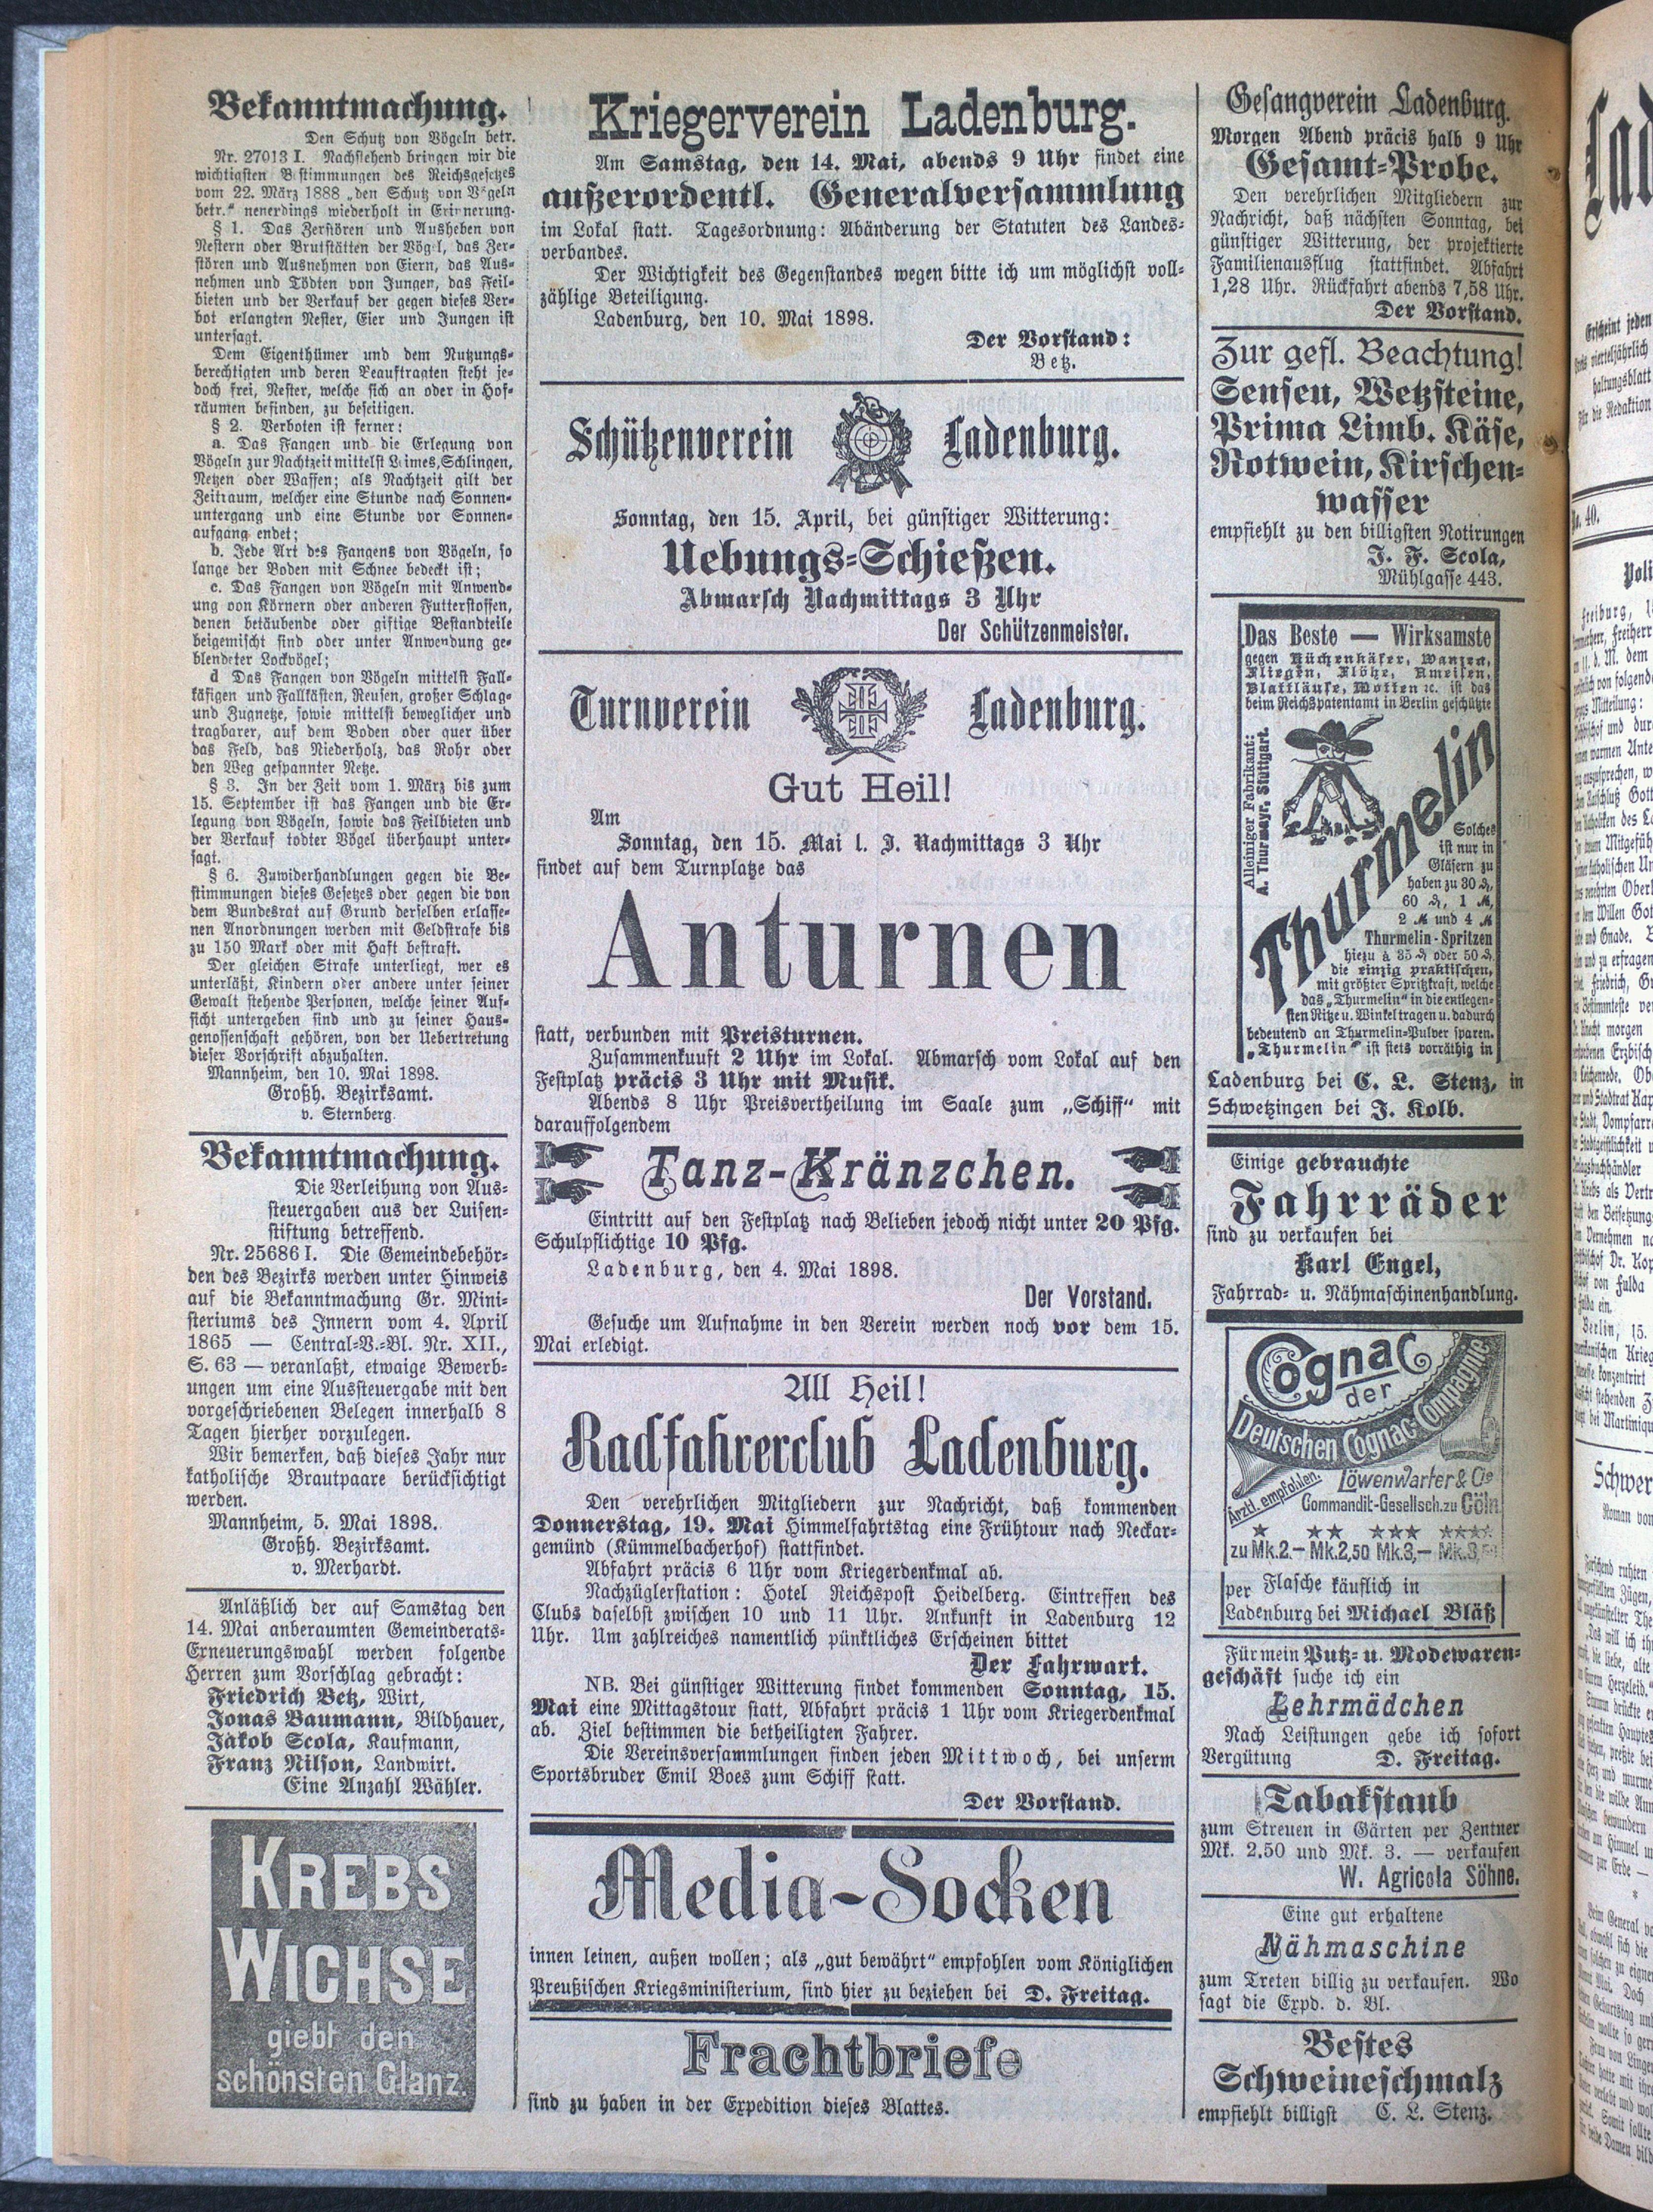 Bekanntmachung.
Den Schutz von Vögeln betr.
Nr. 27013 I. Nachstehend bringen wir die
wichtigsten B stimmungen des Reichsgesetzes
vom 22. März 1888 „den Schutz von Vögeln
betr.“ nenerdings wiederholt in Erinnerung.
§ 1. Das Zerstören und Ausheben von
Nestern oder Brutstätten der Vög l, das Zer-
stören und Ausnehmen von Eiern, das Aus-
nehmen und Tödten von Jungen, das Feil-
bieten und der Verkauf der gegen dieses Ver-
bot erlangten Nester, Eier und Jungen ist
untersagt.
Dem Eigenthümer und dem Nutzungs-
berechtigten und deren Beauftragten steht je-
doch frei, Nester, welche sich an oder in Hof-
räumen befinden, zu beseitigen.
§ 2. Verboten ist ferner:
a. Das Fangen und die Erlegung von
Vögeln zur Nachtzeit mittelst Leimes, Schlingen,
Netzen oder Waffen; als Nachtzeit gilt der
Zeitraum, welcher eine Stunde nach Sonnen-
untergang und eine Stunde vor Sonnen-
aufgang endet;
b. Jede Art des Fangens von Vögeln, so
lange der Boden mit Schnee bedeckt ist;
c. Das Fangen von Vögeln mit Anwend-
ung von Körnern oder anderen Futterstoffen,
denen betäubende oder giftige Bestandteile
beigemischt sind oder unter Anwendung ge-
blendeter Lockvögel;
d Das Fangen von Vögeln mittelst Fall-
käfigen und Fallkästen, Reusen, großer Schlag-
und Zugnetze, sowie mittelst beweglicher und
tragbarer, auf dem Boden oder quer über
das Feld, das Niederholz, das Rohr oder
den Weg gespannter Netze.
§ 3. In der Zeit vom 1. März bis zum
15. September ist das Fangen und die Er-
legung von Vögeln, sowie das Feilbieten und
der Verkauf todter Vögel überhaupt unter-
sagt.
§ 6. Zuwiderhandlungen gegen die Be-
stimmungen dieses Gesetzes oder gegen die von
dem Bundesrat auf Grund derselben erlasse-
nen Anordnungen werden mit Geldstrafe bis
zu 150 Mark oder mit Haft bestraft.
Der gleichen Strafe unterliegt, wer es
unterläßt, Kindern oder andere unter seiner
Gewalt stehende Personen, welche seiner Auf-
sicht untergeben sind und zu seiner Haus-
genossenschaft gehören, von der Uebertretung
dieser Vorschrift abzuhalten.
Mannheim, den 10. Mai 1898.
Großh. Bezirksamt.
v. Sternberg.
Bekanntmachung.
Die Verleihung von Aus-
steuergaben aus der Luisen-
stiftung betreffend.
Nr. 25686 I. Die Gemeindebehör-
den des Bezirks werden unter Hinweis
auf die Bekanntmachung Gr. Mini-
steriums des Innern vom 4. April
1865 — Central-V.-Bl. Nr. XII.,
S. 63 — veranlaßt, etwaige Bewerb-
ungen um eine Aussteuergabe mit den
vorgeschriebenen Belegen innerhalb 8
Tagen hierher vorzulegen.
Wir bemerken, daß dieses Jahr nur
katholische Brautpaare berücksichtigt
werden.
Mannheim, 5. Mai 1898.
Großh. Bezirksamt.
v. Merhardt.
Anläßlich der auf Samstag den
14. Mai anberaumten Gemeinderats-
Erneuerungswahl werden folgende
Herren zum Vorschlag gebracht:
Friedrich Betz, Wirt,
Jonas Baumann, Bildhauer,
Jakob Scola, Kaufmann,
Franz Nilson, Landwirt.
Eine Anzahl Wähler.
KREBS
WICHSE
giebt den
schönsten Glanz.
Kriegerverein Ladenburg.
Am Samstag, den 14. Mai, abends 9 Uhr findet eine
außerordentl. Generalversammlung
im Lokal statt. Tagesordnung: Abänderung der Statuten des Landes-
verbandes.
Der Wichtigkeit des Gegenstandes wegen bitte ich um möglichst voll-
zählige Beteiligung.
Ladenburg, den 10. Mai 1898.
Der Vorstand:
Betz.
Schützenverein Ladenburg.
Sonntag, den 15. April, bei günstiger Witterung:
Uebungs-Schießen.
Abmarsch Nachmittags 3 Uhr
Der Schützenmeister.
Turnverein Ladenburg.
Gut Heil!
Am
Sonntag, den 15. Mai l. J. Nachmittags 3 Uhr
findet auf dem Turnplatze das
Anturnen
statt, verbunden mit Preisturnen.
Zusammenkuuft 2 Uhr im Lokal. Abmarsch vom Lokal auf den
Festplatz präcis 3 Uhr mit Musik.
Abends 8 Uhr Preisvertheilung im Saale zum „Schiff“ mit
darauffolgendem
Tanz-Kränzchen.
Eintritt auf den Festplatz nach Belieben jedoch nicht unter 20 Pfg.
Schulpflichtige 10 Pfg.
Ladenburg, den 4. Mai 1898.
Der Vorstand.
Gesuche um Aufnahme in den Verein werden noch vor dem 15.
Mai erledigt.
All Heil!
Radfahrerclub Ladenburg.
Den verehrlichen Mitgliedern zur Nachricht, daß kommenden
Donnerstag, 19. Mai Himmelfahrtstag eine Frühtour nach Neckar-
gemünd (Kümmelbacherhof) stattfindet.
Abfahrt präcis 6 Uhr vom Kriegerdenkmal ab.
Nachzüglerstation: Hotel Reichspost Heidelberg. Eintreffen des
Clubs daselbst zwischen 10 und 11 Uhr. Ankunft in Ladenburg 12
Uhr. Um zahlreiches namentlich pünktliches Erscheinen bittet
Der Fahrwart.
NB. Bei günstiger Witterung findet kommenden Sonntag, 15.
Mai eine Mittagstour statt, Abfahrt präcis 1 Uhr vom Kriegerdenkmal
ab. Ziel bestimmen die betheiligten Fahrer.
Die Vereinsversammlungen finden jeden Mittwoch, bei unserm
Sportsbruder Emil Boes zum Schiff statt.
Der Vorstand.
Media-Socken
innen leinen, außen wollen; als „gut bewährt“ empfohlen vom Königlichen
Preußischen Kriegsministerium, sind hier zu beziehen bei D. Freitag.
Frachtbriefe
sind zu haben in der Expedition dieses Blattes.
Gesangverein Ladenburg.
Morgen Abend präcis halb 9 Uhr
Gesamt-Probe.
Den verehrlichen Mitgliedern zur
Nachricht, daß nächsten Sonntag, bei
günstiger Witterung, der projektierte
Familienausflug stattfindet. Abfahrt
1,28 Uhr. Rückfahrt abends 7,58 Uhr.
Der Vorstand.
Zur gefl. Beachtung!
Sensen, Wetzsteine,
Prima Limb. Käse,
Rotwein, Kirschen-
wasser
empfiehlt zu den billigsten Notirungen
J. F. Scola,
Mühlgasse 443.
Das Beste — Wirksamste
gegen Küchenkäfer, Wanzen,
Fliegen, Flöhe, Ameisen,
Blattläuse, Motten ꝛc. ist das
beim Reichspatentamt in Berlin geschützte
Thurmelin
Alleiniger Fabrikant:
A. Thurmayr, Stuttgart.
Solches
ist nur in
Gläsern zu
haben zu 30 ₰,
60 ₰, 1 ℳ,
2 ℳ und 4 ℳ
Thurmelin-Spritzen
hiezu à 35 ₰ oder 50 ₰,
die einzig praktischen,
mit größter Spritzkraft, welche
das „Thurmelin“ in die entlegen-
sten Ritze u. Winkel tragen u. dadurch
bedeutend an Thurmelin-Pulver sparen.
„Thurmelin“ ist stets vorräthig in
Ladenburg bei C. L. Stenz, in
Schwetzingen bei J. Kolb.
Einige gebrauchte
Fahrräder
sind zu verkaufen bei
Karl Engel,
Fahrrad- u. Nähmaschinenhandlung.
Cognac
der
Deutschen Cognac-Compagnie
Ärztl. empfohlen.
Löwenwarter & Cie
Commandit-Gesellsch. zu Cöln
★ ★★ ★★★ ★★★★
zu Mk.2.— Mk.2,50 Mk.3,— Mk.3,50
per Flasche käuflich in
Ladenburg bei Michael Bläß
Für mein Putz- u. Modewaren-
geschäft suche ich ein
Lehrmädchen
Nach Leistungen gebe ich sofort
Vergütung D. Freitag.
Tabakstaub
zum Streuen in Gärten per Zentner
Mk. 2.50 und Mk. 3. — verkaufen
W. Agricola Söhne.
Eine gut erhaltene
Nähmaschine
zum Treten billig zu verkaufen. Wo
sagt die Expd. d. Bl.
Bestes
Schweineschmalz
empfiehlt billigst C. L. Stenz.